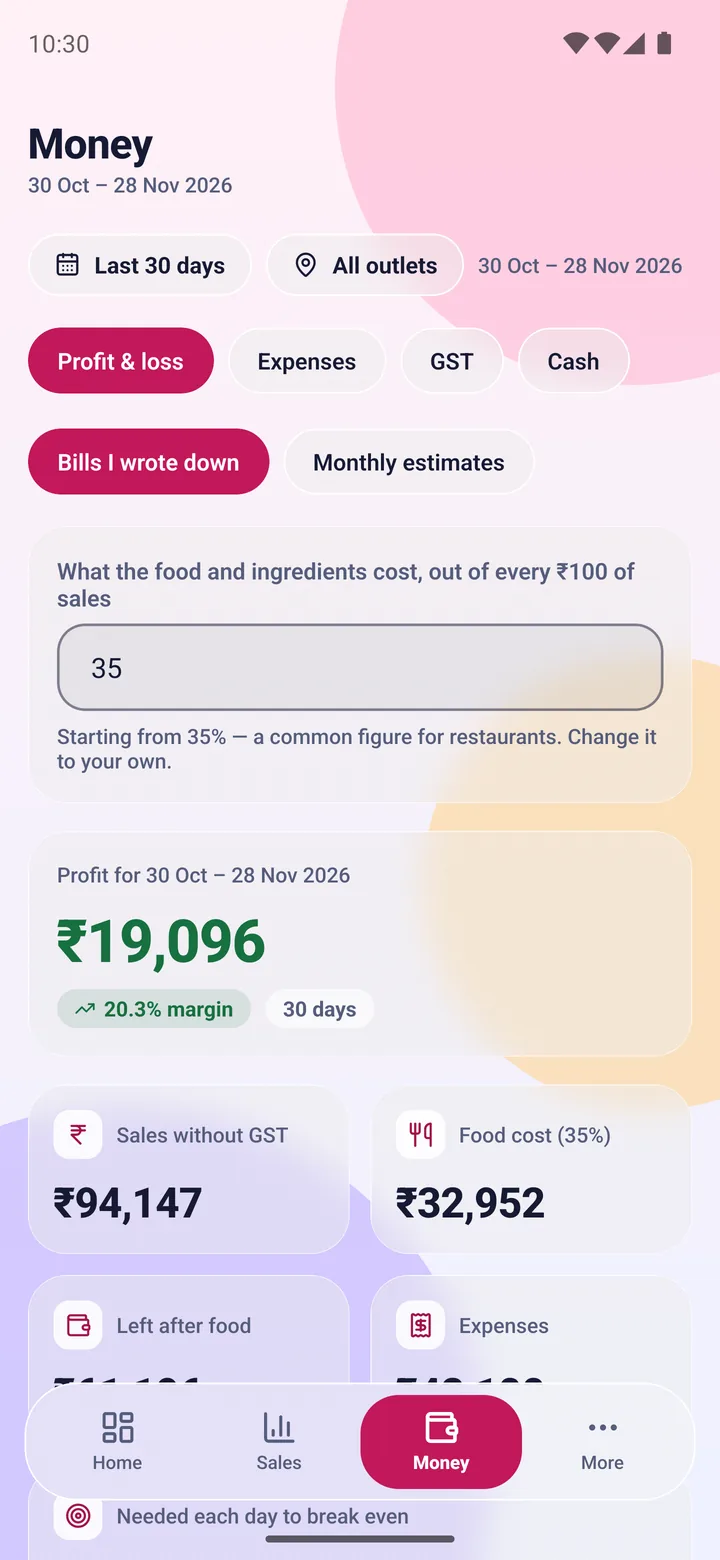 10:30
Money
30 Oct – 28 Nov 2026
Last 30 days
All outlets
30 Oct – 28 Nov 2026
Profit & loss
Expenses
GST
Cash
Bills I wrote down
Monthly estimates
What the food and ingredients cost, out of every ₹100 of
sales
35
Starting from 35% — a common figure for restaurants. Change it
to your own.
Profit for 30 Oct – 28 Nov 2026
₹19,096
20.3% margin
30 days
Sales without GST
₹94,147
Food cost (35%)
₹32,952
Left after food
Expenses
Home
Sales
Money
More
Needed each day to break even